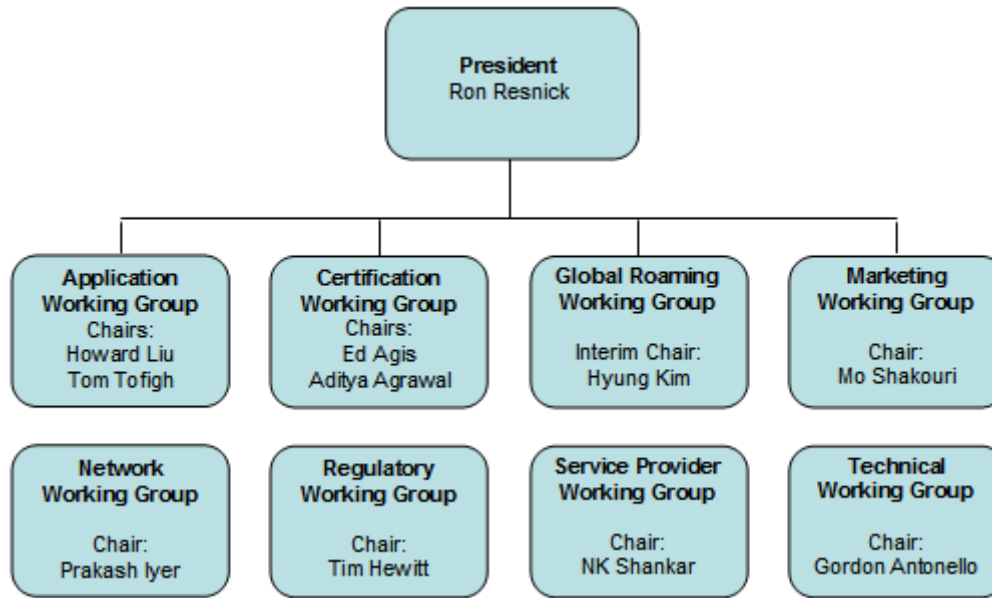 President
Ron Resnick
Application
Working Group
Chairs:
Howard Liu
Tom Tofigh
Certification
Working Group
Chairs:
Ed Agis
Aditya Agrawal
Global Roaming
Working Group
Interim Chair:
Hyung Kim
Marketing
Working Group
Chair:
Mo Shakouri
Network
Working Group
Chair:
Prakash Iyer
Regulatory
Working Group
Chair:
Tim Hewitt
Service Provider
Working Group
Chair:
NK Shankar
Technical
Working Group
Chair:
Gordon Antonello